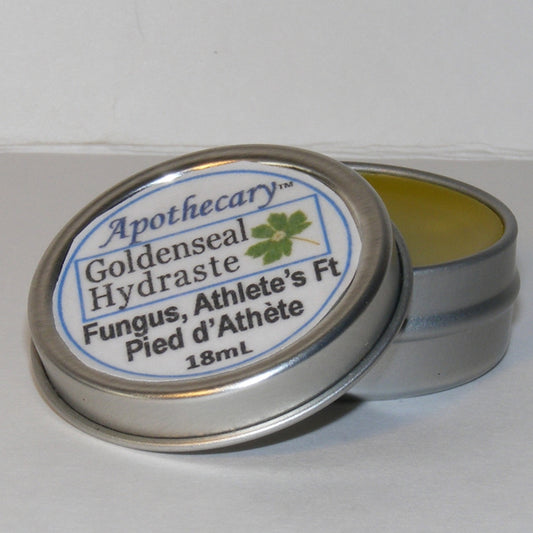 Apothecary™
Goldenseal
Hydraste
Fungus, Athlete's Ft
Pied d'Athète
18mL